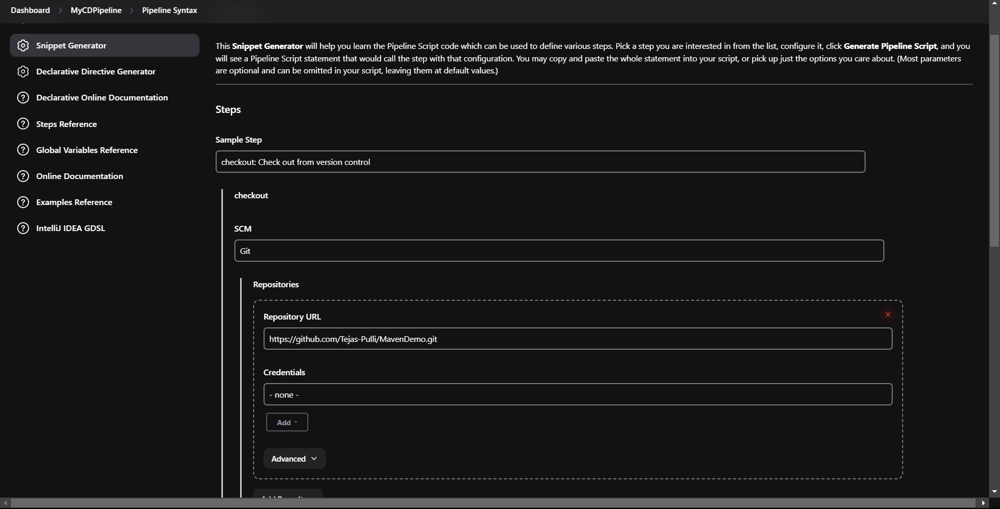 Dashboard > MyCDPipeline > Pipeline Syntax
Snippet Generator
Declarative Directive Generator
Declarative Online Documentation
Steps Reference
Global Variables Reference
Online Documentation
Examples Reference
IntelliJ IDEA GDSL
This Snippet Generator will help you learn the Pipeline Script code which can be used to define various steps. Pick a step you are interested in from the list, configure it, click Generate Pipeline Script, and you
will see a Pipeline Script statement that would call the step with that configuration. You may copy and paste the whole statement into your script, or pick up just the options you care about. (Most parameters
are optional and can be omitted in your script, leaving them at default values.)
Steps
Sample Step
checkout: Check out from version control
checkout
SCM
Git
Repositories
Repository URL
https://github.com/Tejas-Pulli/MavenDemo.git
Credentials
- none -
Add
Advanced